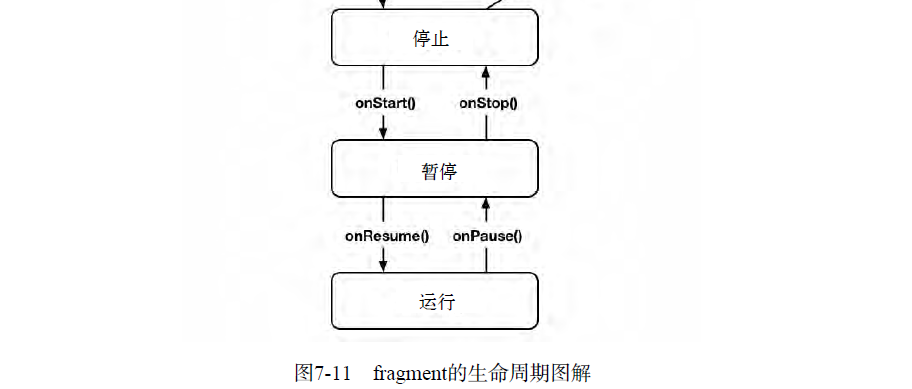 停止
onStart() onStop()
暂停
onResume() onPause()
运行
图7-11 fragment的生命周期图解